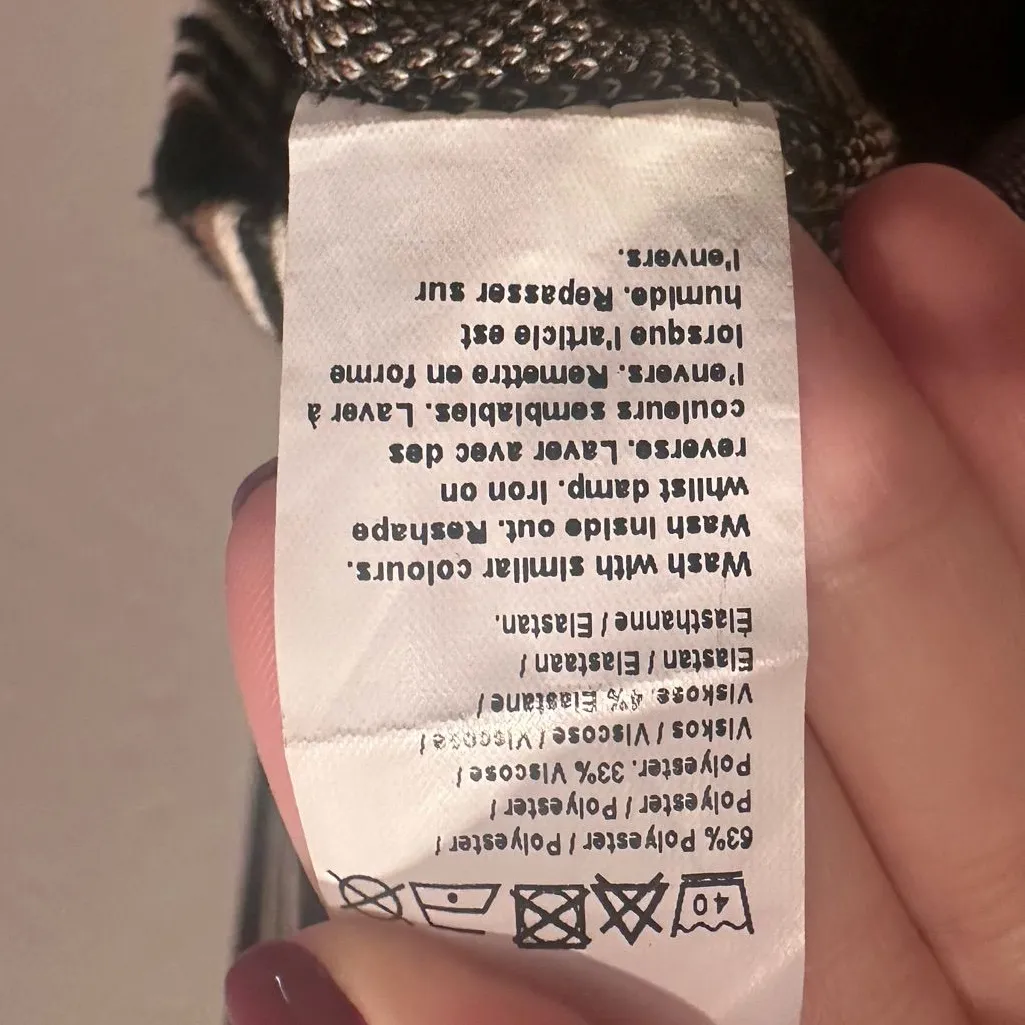 40
63% Polyester / Polyester /
Polyester / Polyester /
Polyester. 33% Viscose /
Viskos / Viscose / Viscose /
Viskose. 4% Elastane /
Elastan / Elastaan /
Élasthanne / Elastan.
Wash with similar colours.
Wash inside out. Reshape
whilst damp. Iron on
reverse. Laver avec des
couleurs semblables. Laver à
l'envers. Remettre en forme
lorsque l'article est
humide. Repasser sur
l'envers.